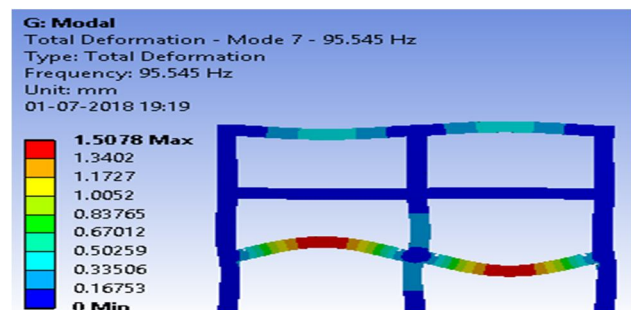 G: Modal
Total Deformation - Mode 7 - 95.545 Hz
Type: Total Deformation
Frequency: 95.545 Hz
Unit: mm
01-07-2018 19:19
1.5078 Max
1.3402
1.1727
1.0052
0.83765
0.67012
0.50259
0.33506
0.16753
0 Min